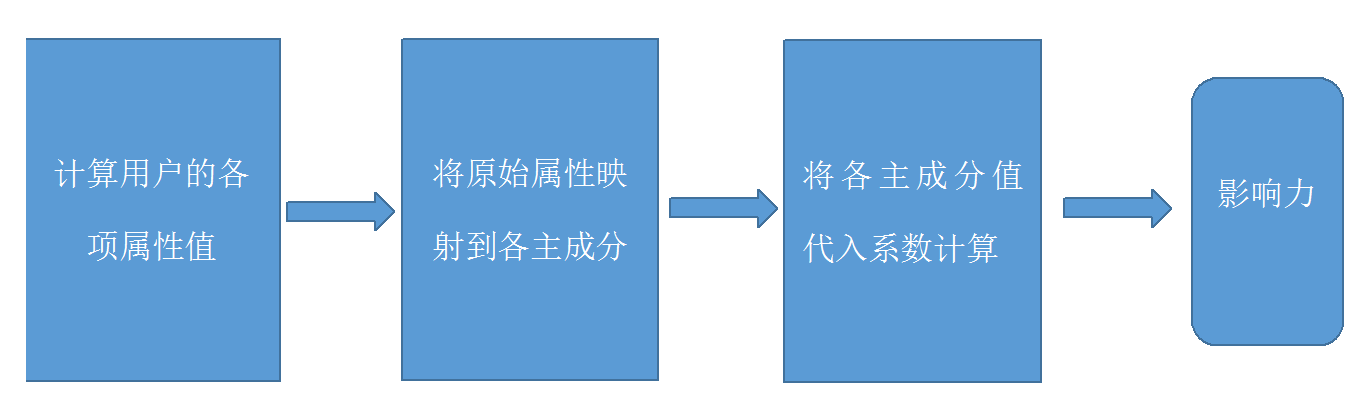 计算用户的各
项属性值
将原始属性映
射到各主成分
将各主成分值
代入系数计算
影响力